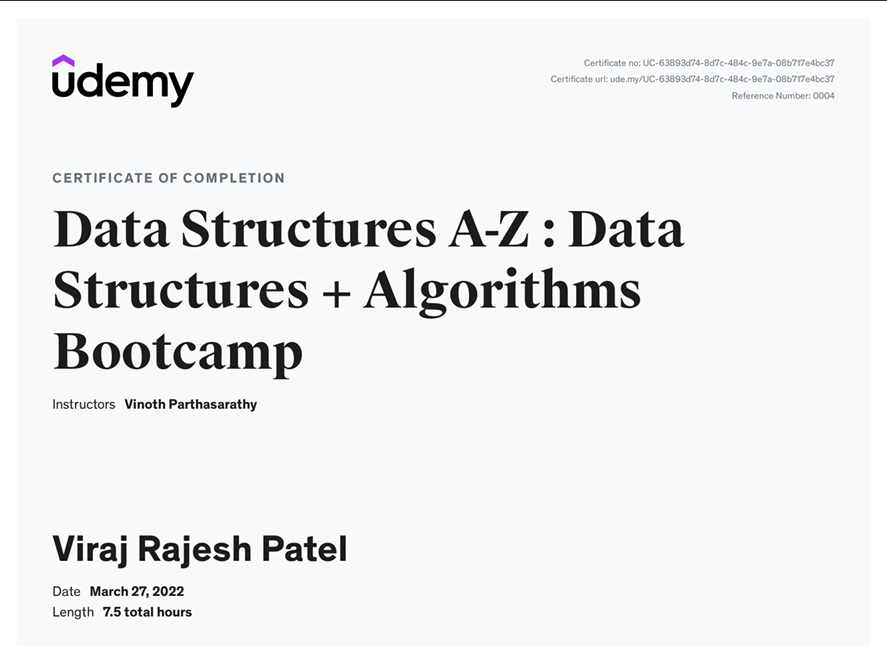 udemy
Certificate no: UC-63893d74-8d7c-484c-9e7a-08b717e4bc37
Certificate url: ude.my/UC-63893d74-8d7c-484c-9e7a-08b717e4bc37
Reference Number: 0004
CERTIFICATE OF COMPLETION
Data Structures A-Z : Data
Structures + Algorithms
Bootcamp
Instructors Vinoth Parthasarathy
Viraj Rajesh Patel
Date March 27, 2022
Length 7.5 total hours